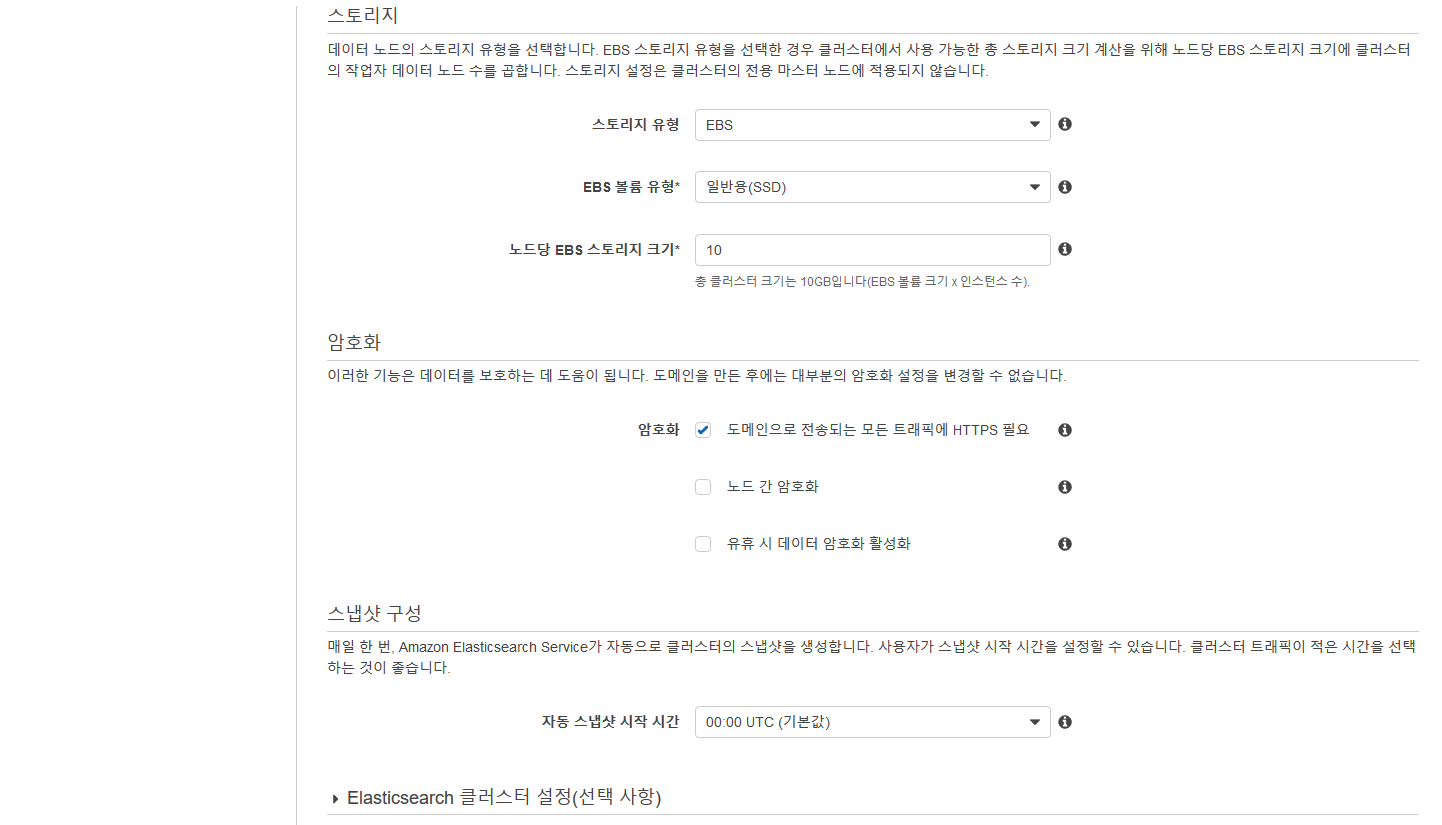 스토리지
데이터 노드의 스토리지 유형을 선택합니다. EBS 스토리지 유형을 선택한 경우 클러스터에서 사용 가능한 총 스토리지 크기 계산을 위해 노드당 EBS 스토리지 크기에 클러스터
의 작업자 데이터 노드 수를 곱합니다. 스토리지 설정은 클러스터의 전용 마스터 노드에 적용되지 않습니다.
스토리지 유형 EBS
EBS 볼륨 유형* 일반용(SSD)
노드당 EBS 스토리지 크기* 10
총 클러스터 크기는 10GB입니다(EBS 볼륨 크기 x 인스턴스 수).
암호화
이러한 기능은 데이터를 보호하는 데 도움이 됩니다. 도메인을 만든 후에는 대부분의 암호화 설정을 변경할 수 없습니다.
암호화 도메인으로 전송되는 모든 트래픽에 HTTPS 필요
노드 간 암호화
유휴 시 데이터 암호화 활성화
스냅샷 구성
매일 한 번, Amazon Elasticsearch Service가 자동으로 클러스터의 스냅샷을 생성합니다. 사용자가 스냅샷 시작 시간을 설정할 수 있습니다. 클러스터 트래픽이 적은 시간을 선택
하는 것이 좋습니다.
자동 스냅샷 시작 시간 00:00 UTC (기본값)
Elasticsearch 클러스터 설정(선택 사항)